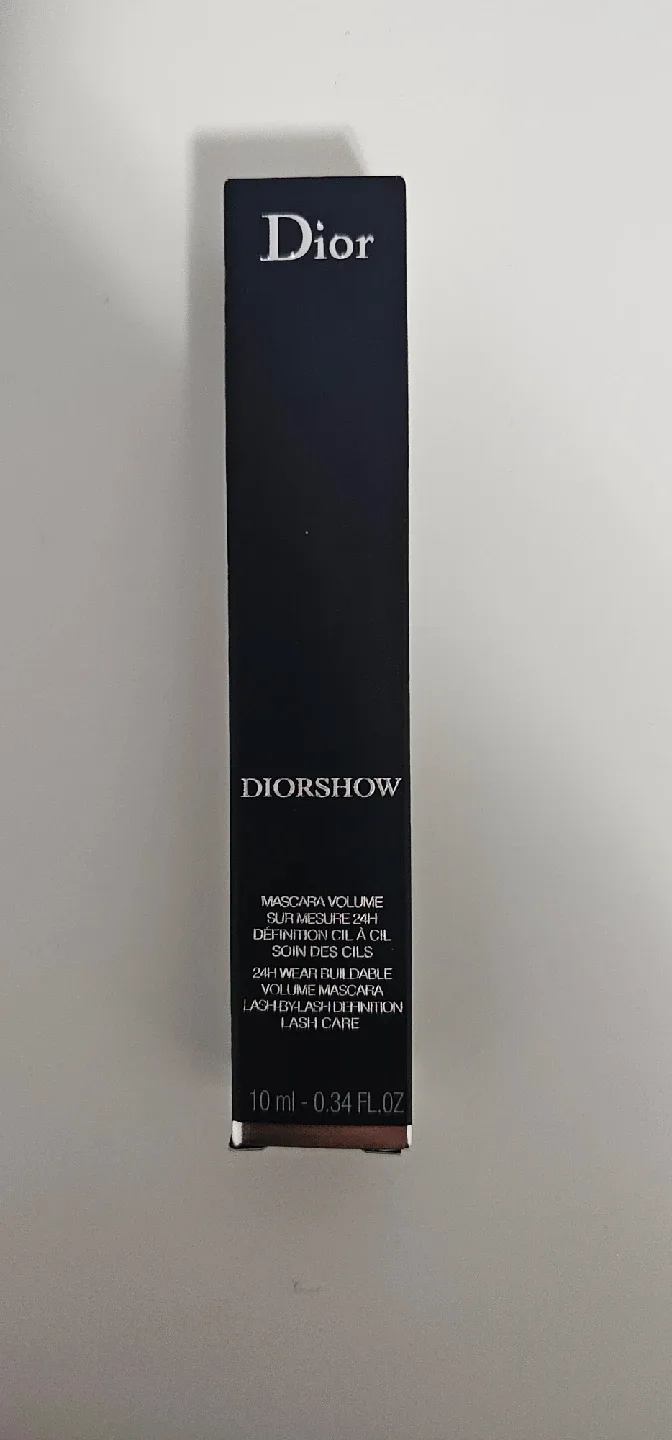 Dior
DIORSHOW
MASCARA VOLUME
SUR MESURE 24H
DÉFINITION CIL À CIL
SOIN DES CILS
24H WEAR BUILDABLE
VOLUME MASCARA
LASH-BY-LASH DEFINITION
LASH CARE
10 ml - 0.34 FL.OZ